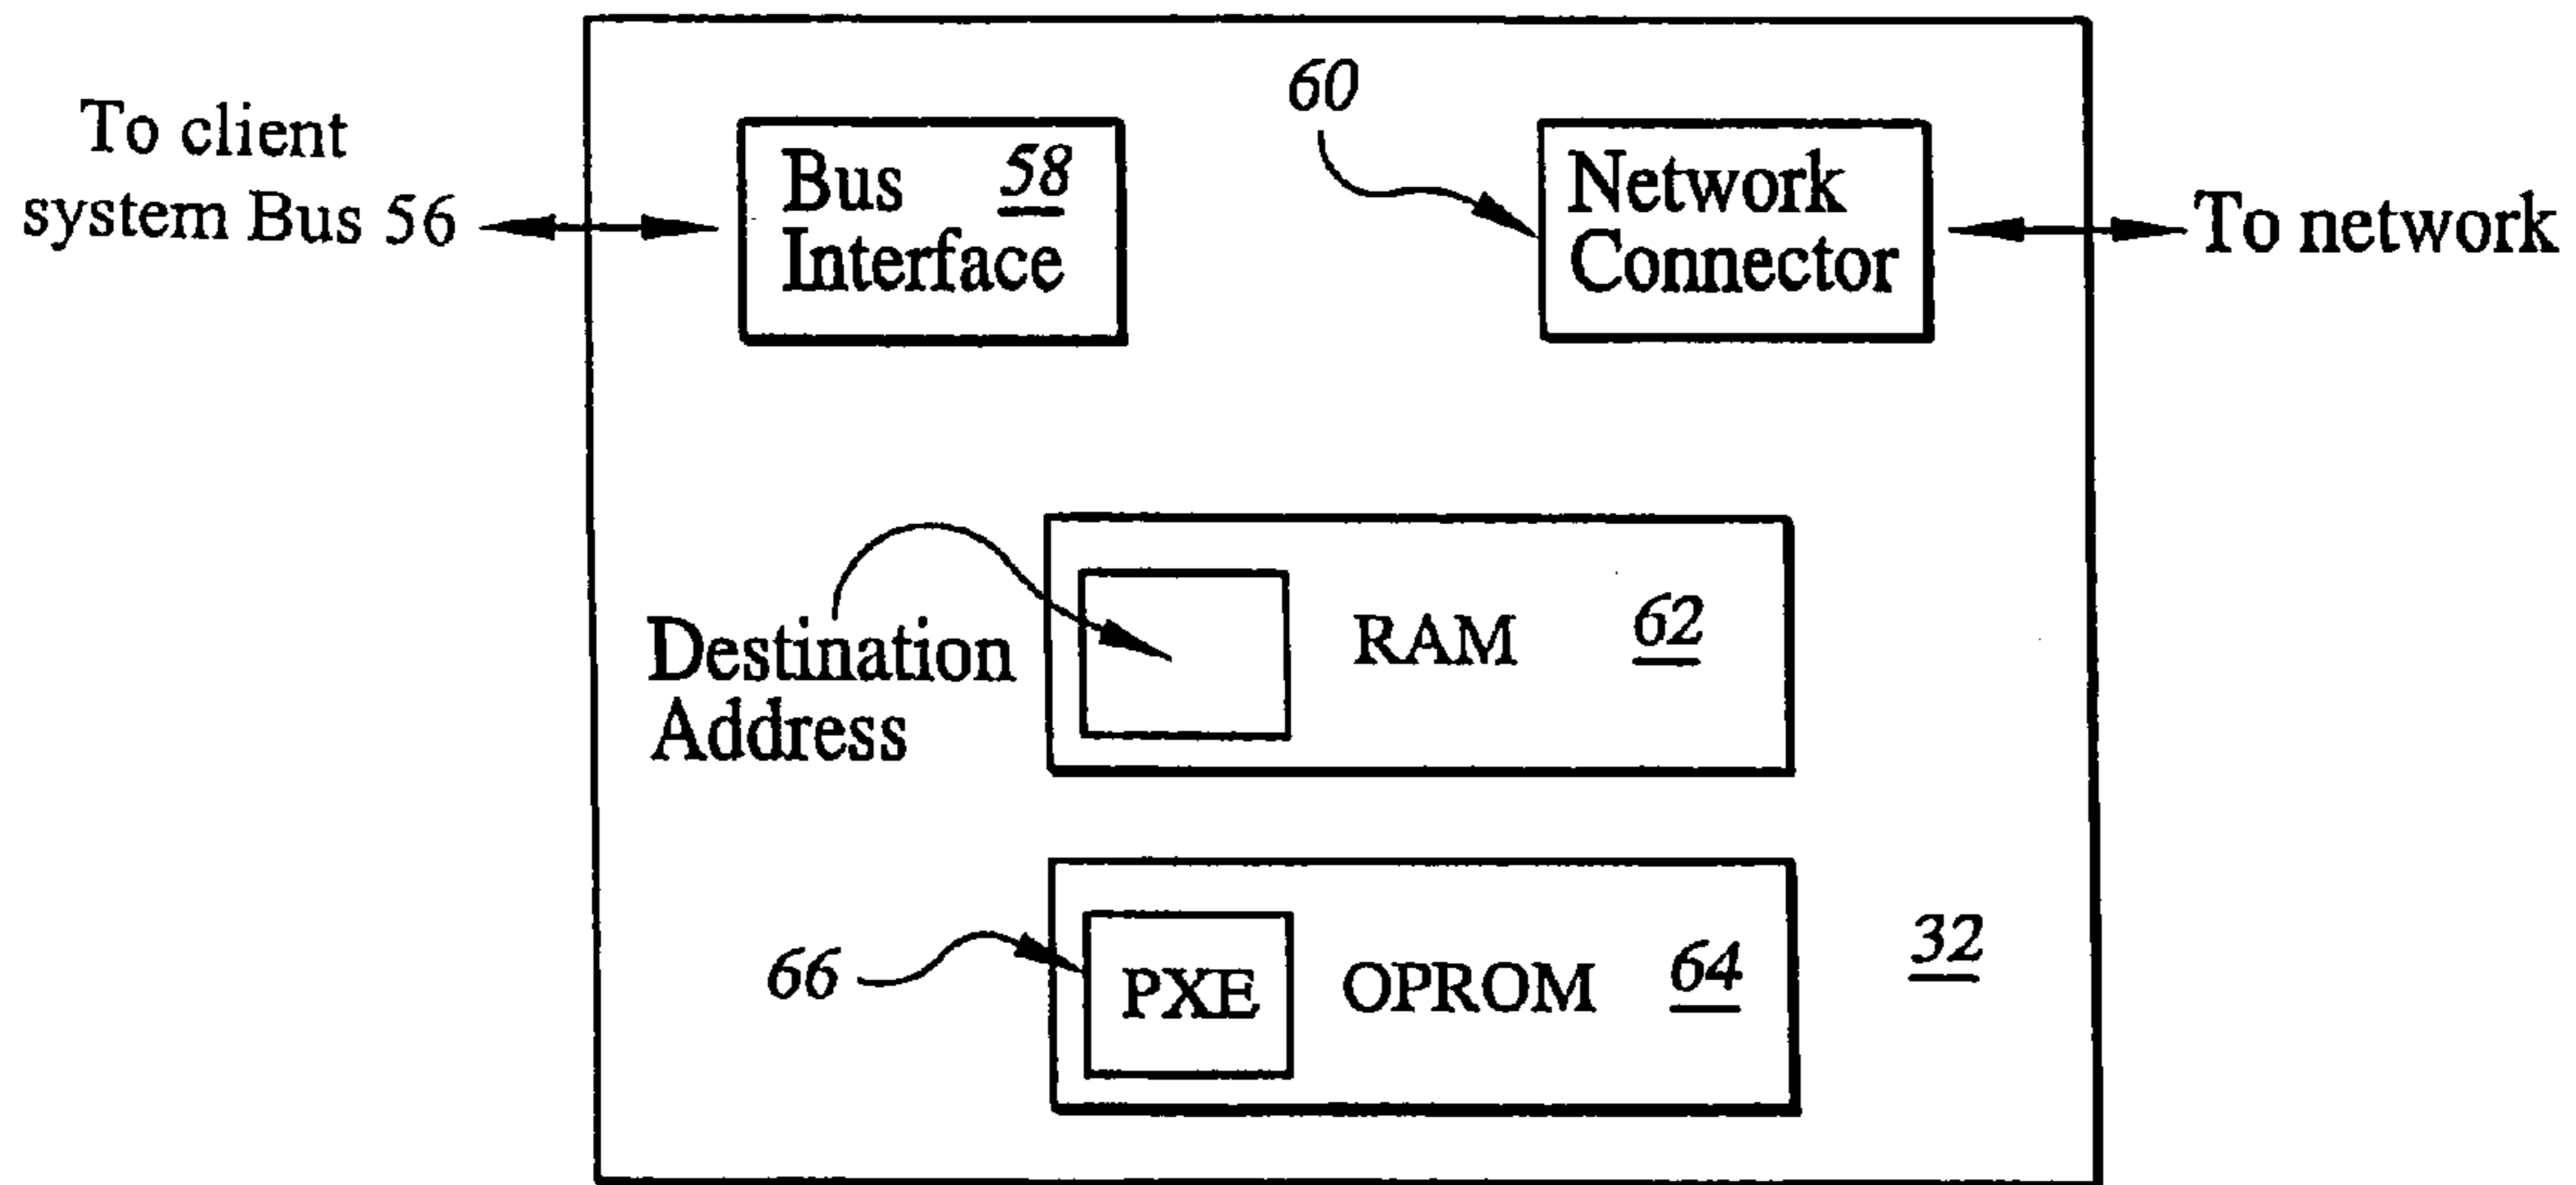 To client
system Bus 56
Bus 58
Interface
60
Network
Connector
To network
Destination
Address
RAM 62
66
PXE
OPROM 64
32